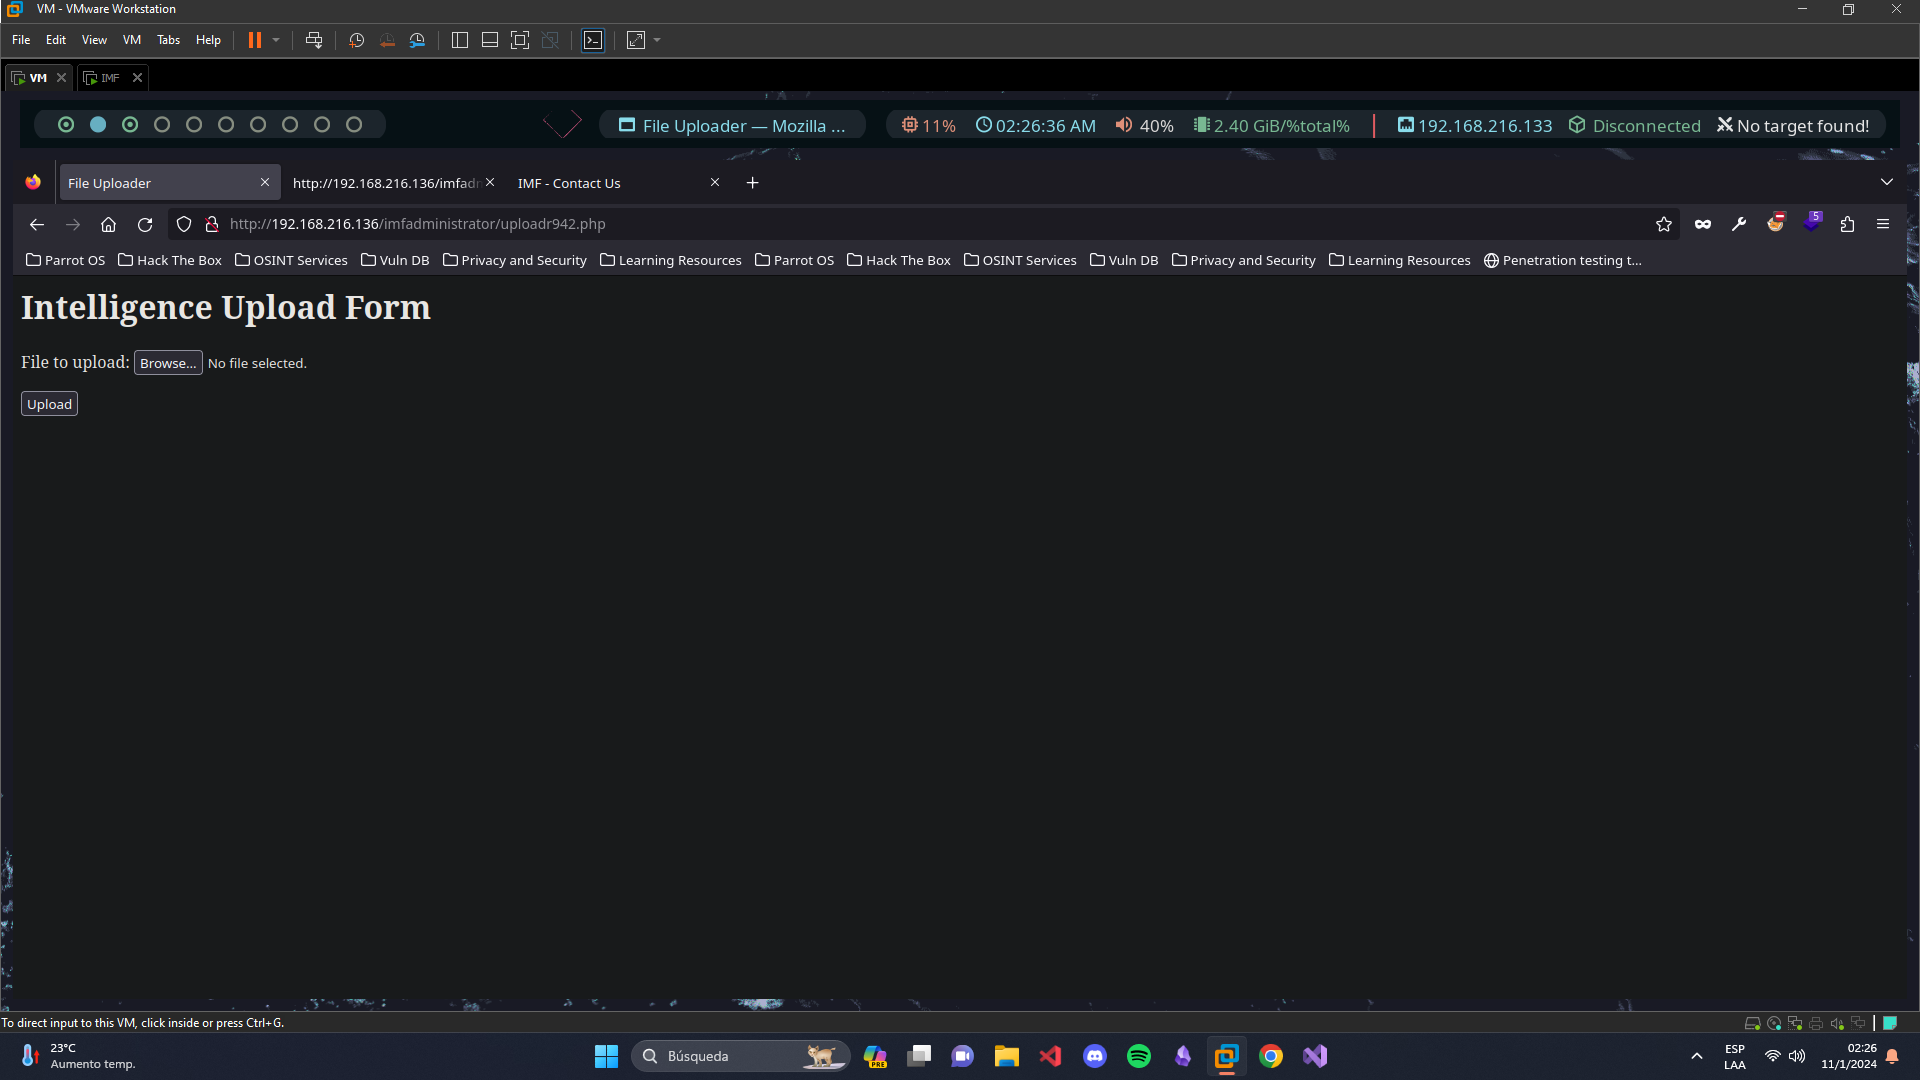 VM - VMware Workstation
File Edit View VM Tabs Help
VM IMF
File Uploader — Mozilla ... 11% 02:26:36 AM 40% 2.40 GiB/%total% 192.168.216.133 Disconnected No target found!
File Uploader http://192.168.216.136/imfadn IMF - Contact Us
http://192.168.216.136/imfadministrator/uploadr942.php 5
Parrot OS Hack The Box OSINT Services Vuln DB Privacy and Security Learning Resources Parrot OS Hack The Box OSINT Services Vuln DB Privacy and Security Learning Resources Penetration testing t...
Intelligence Upload Form
File to upload: Browse... No file selected.
Upload
To direct input to this VM, click inside or press Ctrl+G.
23°C
Aumento temp.
Búsqueda
PRE
ESP
LAA
02:26
11/1/2024